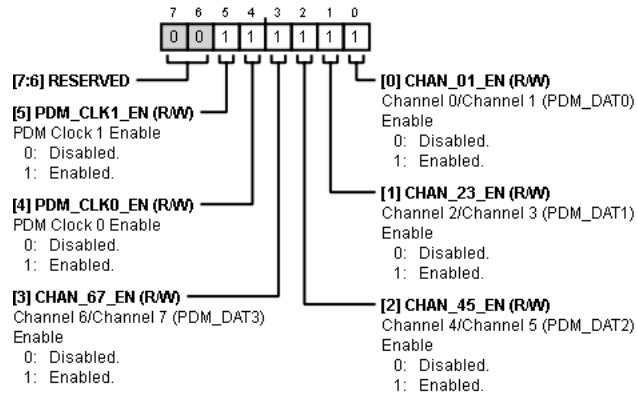 7 6 5 4 3 2 1 0
0 0 1 1 1 1 1 1
[7:6] RESERVED
[5] PDM_CLK1_EN (R/W)
PDM Clock 1 Enable
0: Disabled.
1: Enabled.
[4] PDM_CLK0_EN (R/W)
PDM Clock 0 Enable
0: Disabled.
1: Enabled.
[3] CHAN_67_EN (R/W)
Channel 6/Channel 7 (PDM_DAT3)
Enable
0: Disabled.
1: Enabled.
[0] CHAN_01_EN (R/W)
Channel 0/Channel 1 (PDM_DAT0)
Enable
0: Disabled.
1: Enabled.
[1] CHAN_23_EN (R/W)
Channel 2/Channel 3 (PDM_DAT1)
Enable
0: Disabled.
1: Enabled.
[2] CHAN_45_EN (R/W)
Channel 4/Channel 5 (PDM_DAT2)
Enable
0: Disabled.
1: Enabled.